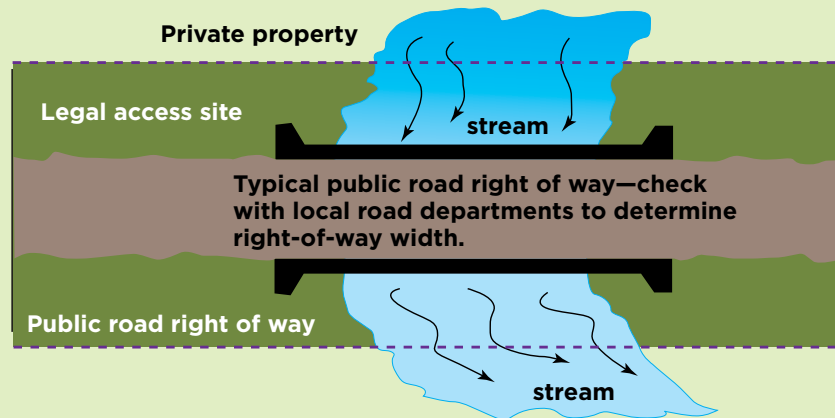 Private property
Legal access site
stream
Typical public road right of way—check
with local road departments to determine
right-of-way width.
Public road right of way
stream